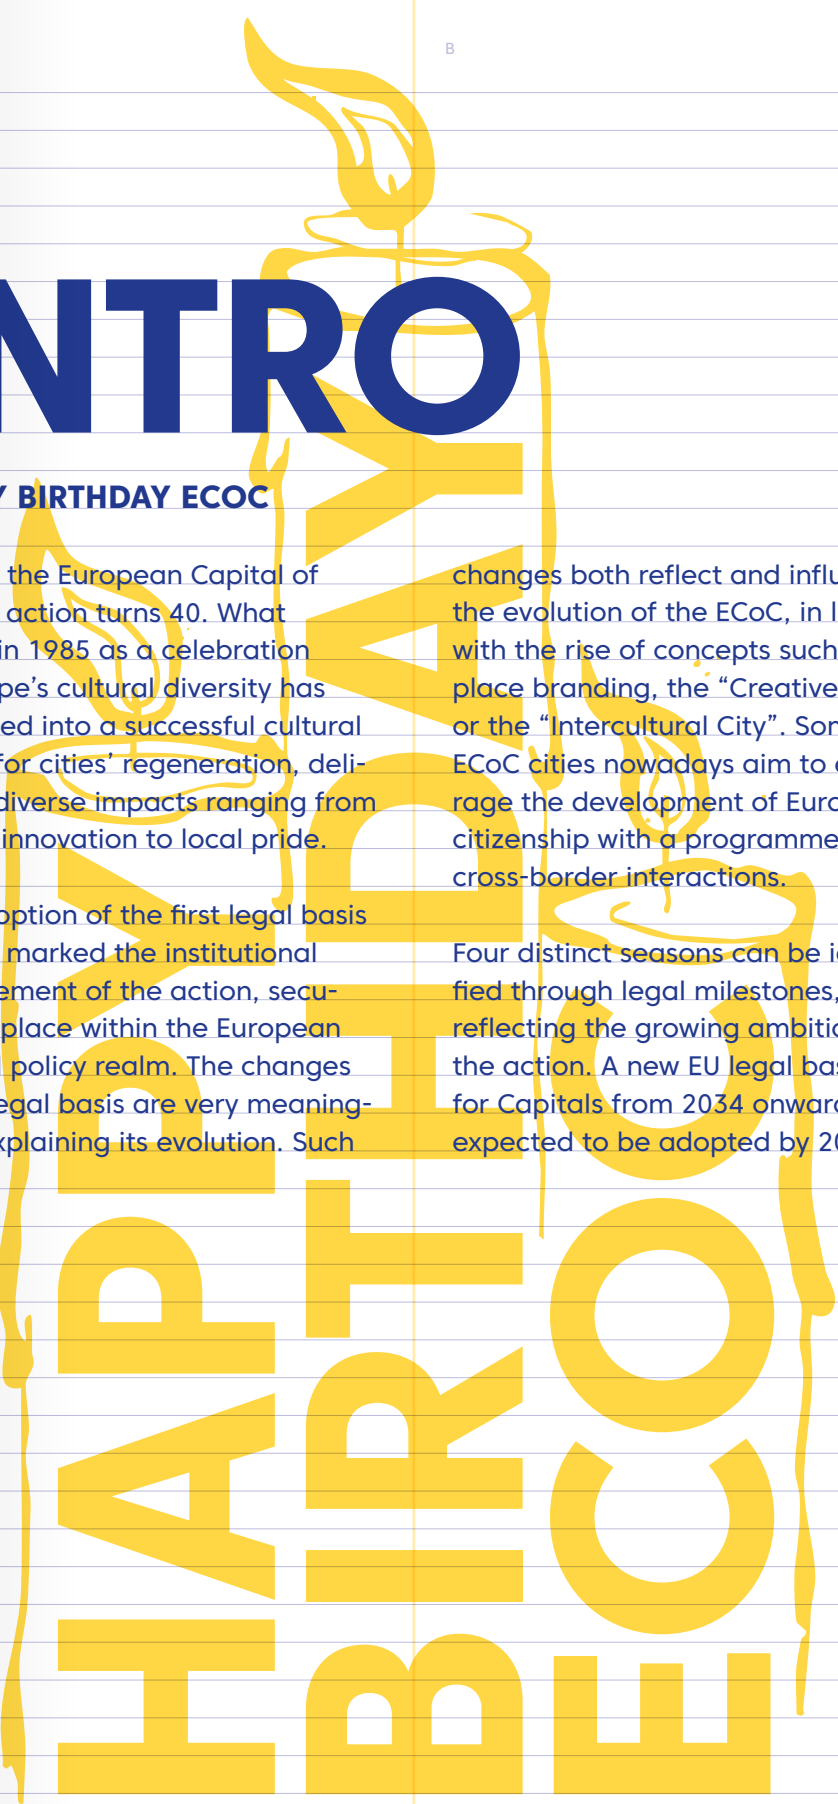 B
NTRO
Y BIRTHDAY ECOC
the European Capital of
action turns 40. What
in 1985 as a celebration
pe’s cultural diversity has
ed into a successful cultural
for cities’ regeneration, deli-
diverse impacts ranging from
innovation to local pride.
option of the first legal basis
marked the institutional
ement of the action, secu-
place within the European
policy realm. The changes
egal basis are very meaning-
xplaining its evolution. Such
changes both reflect and influ
the evolution of the ECoC, in l
with the rise of concepts such
place branding, the “Creative
or the “Intercultural City”. Som
ECoC cities nowadays aim to e
rage the development of Euro
citizenship with a programme
cross-border interactions.
Four distinct seasons can be i
fied through legal milestones,
reflecting the growing ambitio
the action. A new EU legal bas
for Capitals from 2034 onward
expected to be adopted by 20
HAPPY
BIRTHDAY
ECOC